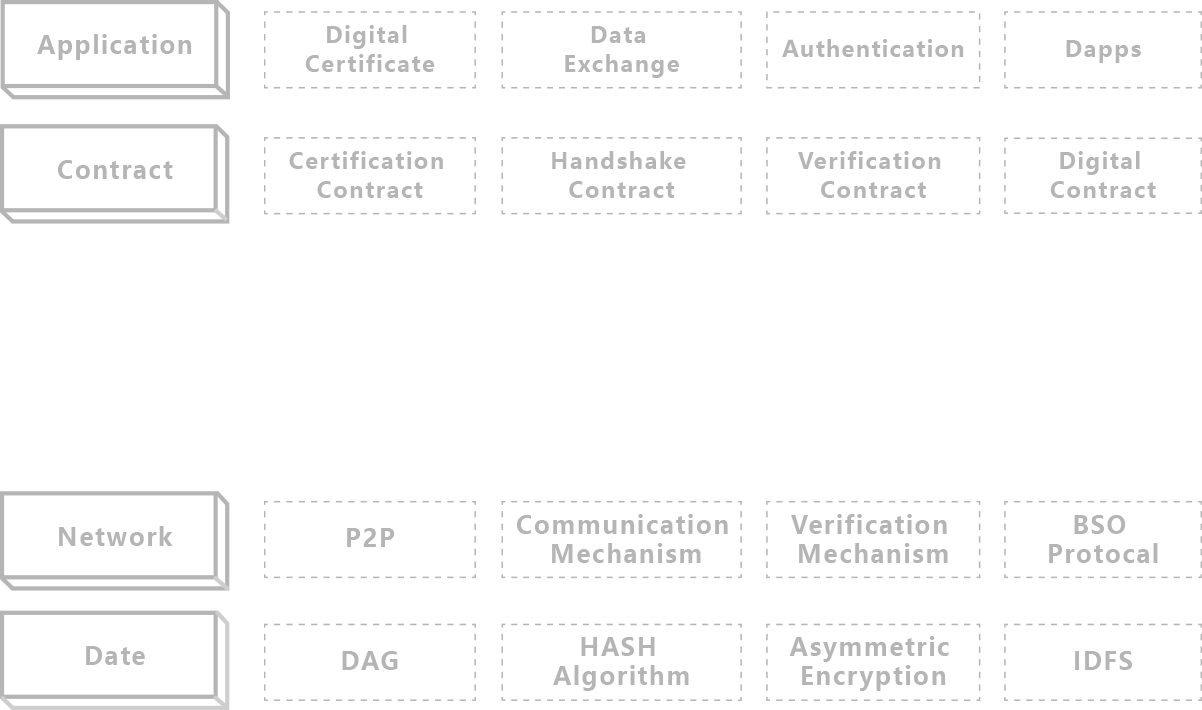 Application
Digital
Certificate
Data
Exchange
Authentication
Dapps
Contract
Certification
Contract
Handshake
Contract
Verification
Contract
Digital
Contract
Network
P2P
Communication
Mechanism
Verification
Mechanism
BSO
Protocal
Date
DAG
HASH
Algorithm
Asymmetric
Encryption
IDFS